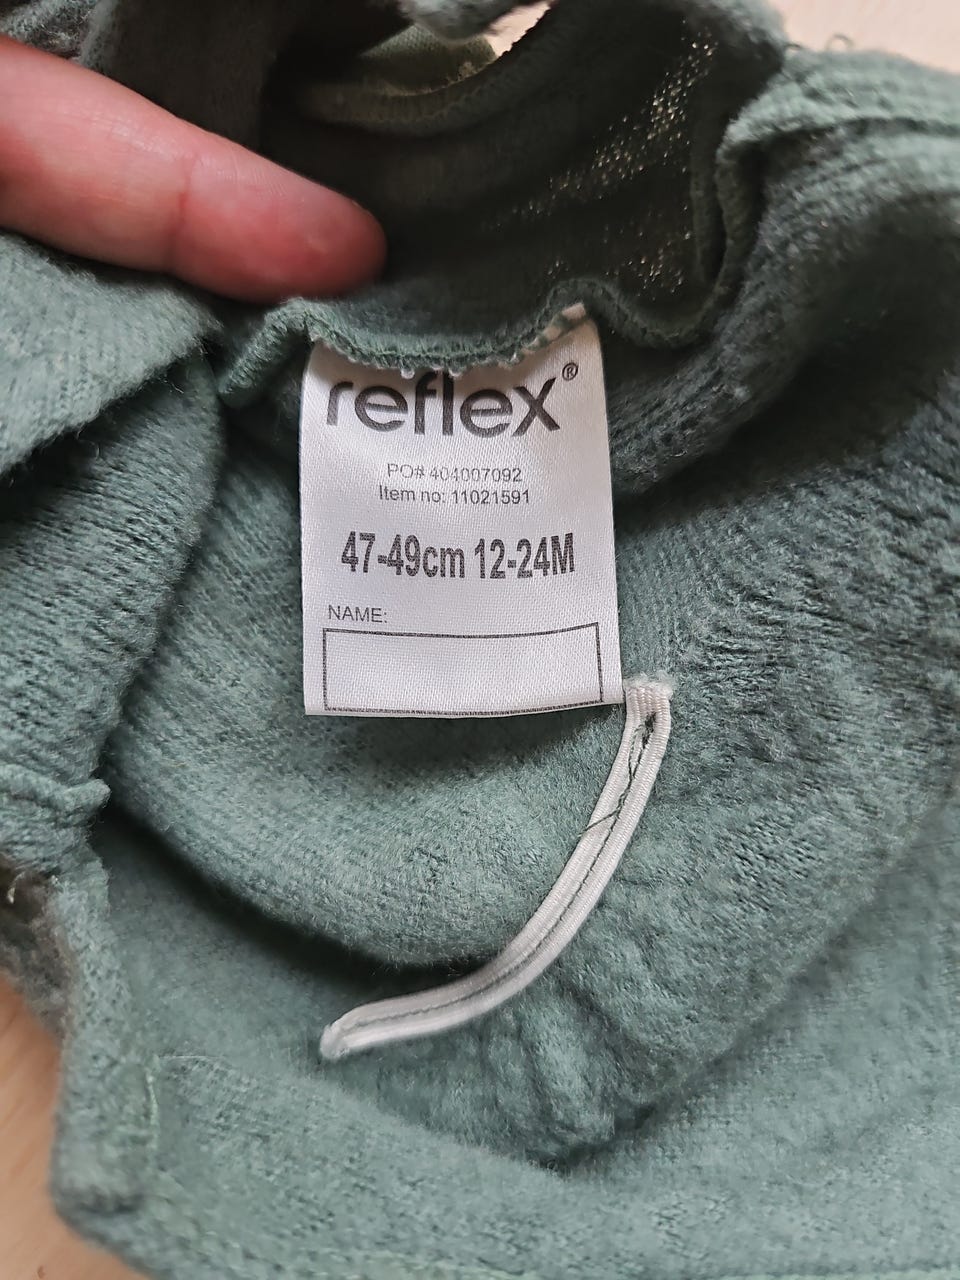 reflex®
PO# 404007092
Item no: 11021591
47-49cm 12-24M
NAME: